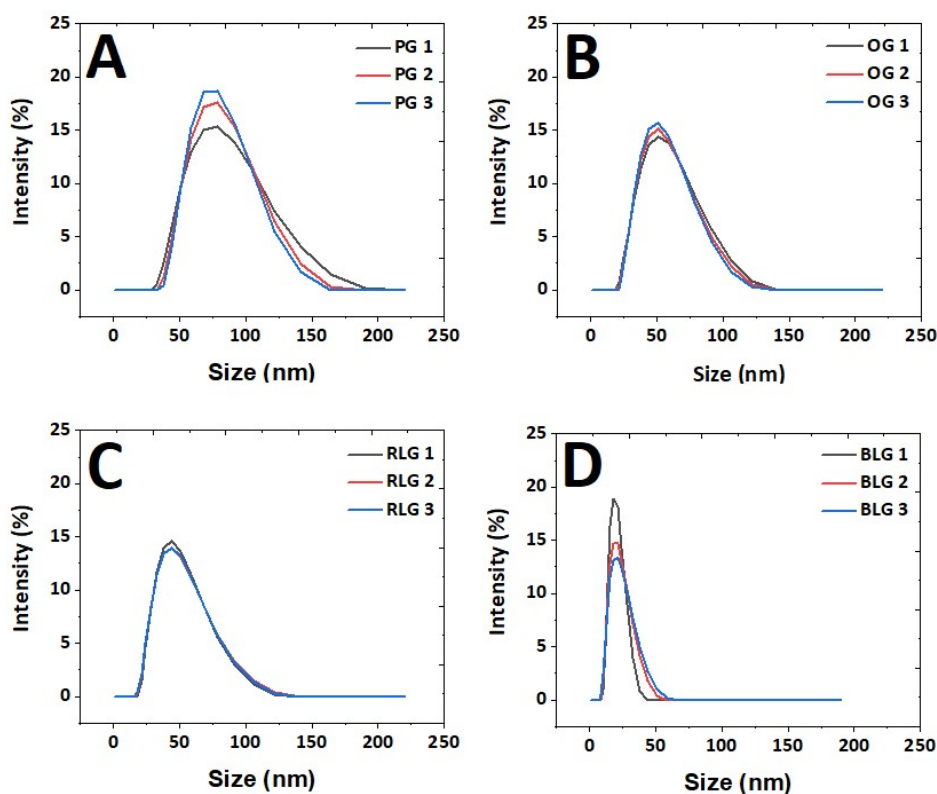 A
PG 1
PG 2
PG 3
Intensity (%)
25
20
15
10
5
0
0 50 100 150 200 250
Size (nm)
B
OG 1
OG 2
OG 3
Intensity (%)
25
20
15
10
5
0
0 50 100 150 200 250
Size (nm)
C
RLG 1
RLG 2
RLG 3
Intensity (%)
25
20
15
10
5
0
0 50 100 150 200 250
Size (nm)
D
BLG 1
BLG 2
BLG 3
Intensity (%)
25
20
15
10
5
0
0 50 100 150 200 250
Size (nm)